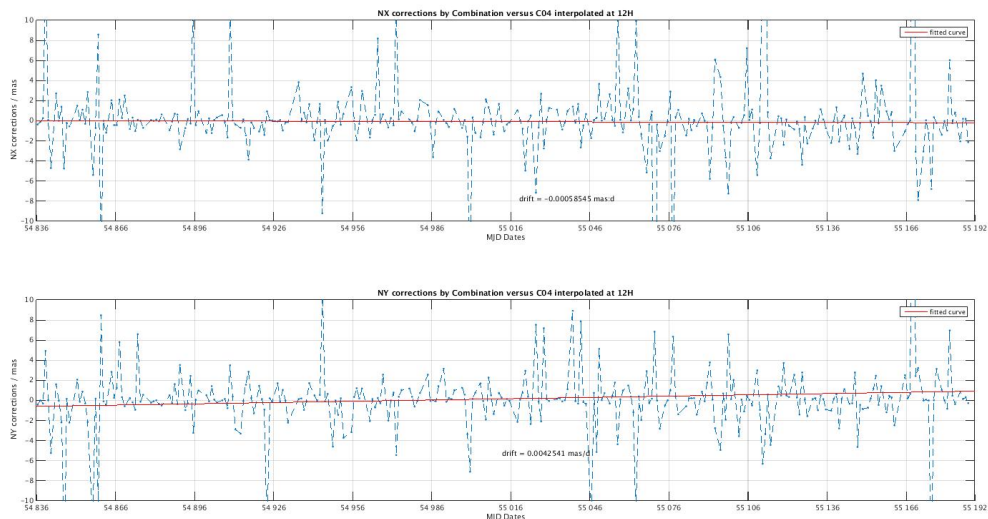 NX corrections by Combination versus C04 interpolated at 12H
10
8
6
4
2
0
-2
-4
-6
-8
-10
NX corrections / mas
fitted curve
drift = -0.00058545 mas:d
54 836 54 866 54 896 54 926 54 956 54 986 55 016 55 046 55 076 55 106 55 136 55 166 55 192
MJD Dates
NY corrections by Combination versus C04 interpolated at 12H
10
8
6
4
2
0
-2
-4
-6
-8
-10
NY corrections / mas
fitted curve
drift = 0.0042541 mas/d
54 836 54 866 54 896 54 926 54 956 54 986 55 016 55 046 55 076 55 106 55 136 55 166 55 192
MJD Dates